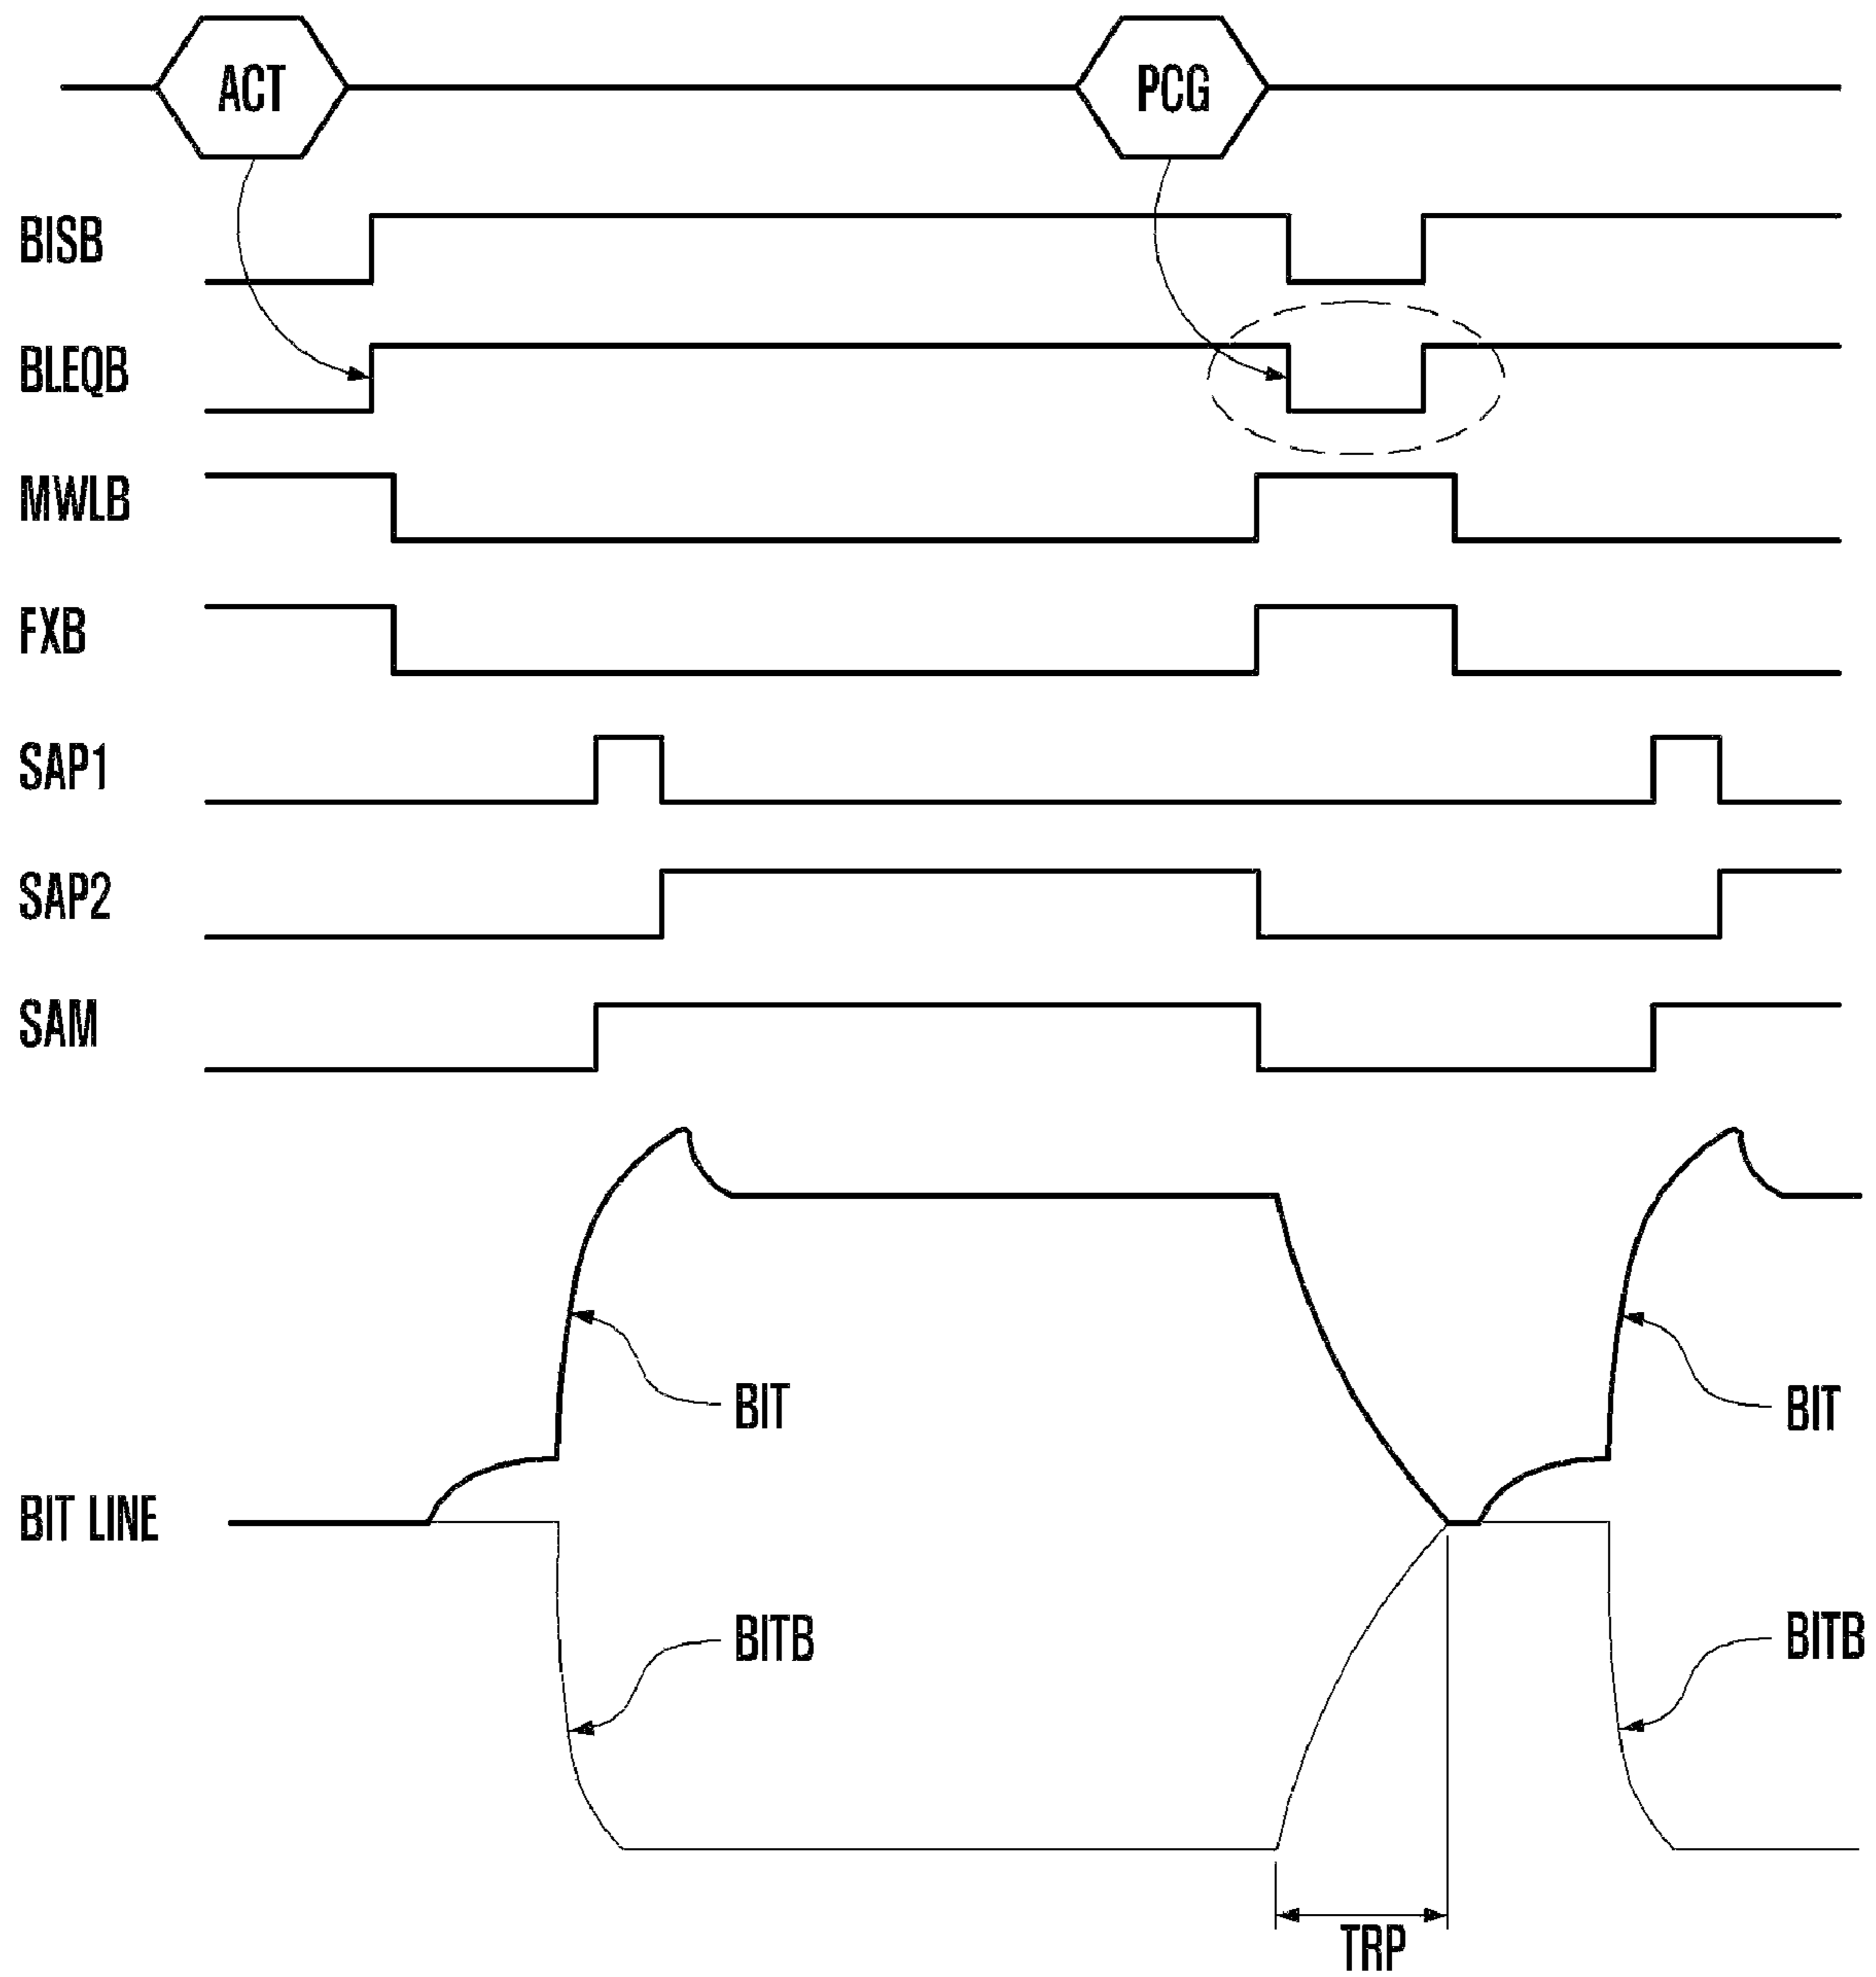 ACT
PCG
BISB
BLEQB
MWLB
FXB
SAP1
SAP2
SAM
BIT
BIT
BIT LINE
BITB
BITB
TRP